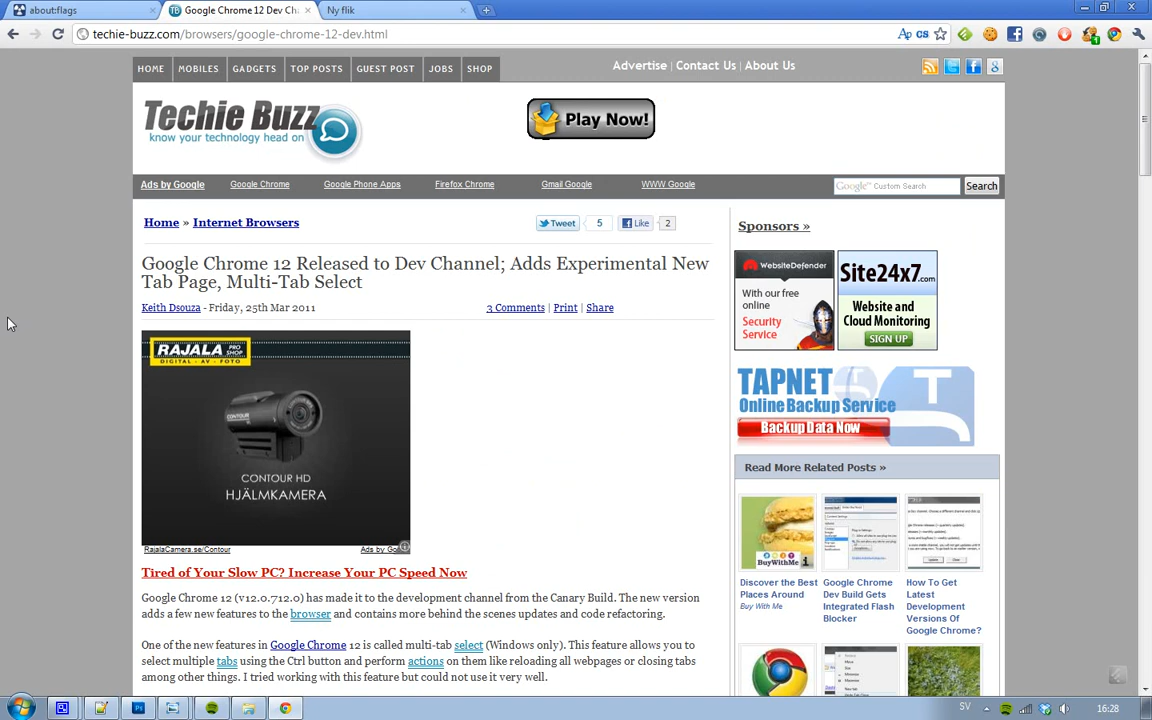 about:flags
Google Chrome 12 Dev Ch
Ny flik
techie-buzz.com/browsers/google-chrome-12-dev.html
HOME MOBILES GADGETS TOP POSTS GUEST POST JOBS SHOP
Advertise | Contact Us | About Us
Techie Buzz
know your technology head on
Play Now!
Ads by Google Google Chrome Google Phone Apps Firefox Chrome Gmail Google WWW Google
Google Custom Search
Search
Home » Internet Browsers
Tweet 5 Like 2
Sponsors »
Google Chrome 12 Released to Dev Channel; Adds Experimental New
Tab Page, Multi-Tab Select
Keith Dsouza - Friday, 25th Mar 2011
3 Comments | Print | Share
RAJALA PRO SHOP
DIGITAL - AV - FOTO
CONTOUR HD
HJÄLMKAMERA
RajalaCamera.se/Contour
Ads by Go
WebsiteDefender
With our free
online
Security
Service
Site24x7.com
Website and
Cloud Monitoring
SIGN UP
TAPNET
Online Backup Service
Backup Data Now
Read More Related Posts »
BuyWithMe
Discover the Best
Places Around
Buy With Me
Google Chrome
Dev Build Gets
Integrated Flash
Blocker
How To Get
Latest
Development
Versions Of
Google Chrome?
Tired of Your Slow PC? Increase Your PC Speed Now
Google Chrome 12 (v12.0.712.0) has made it to the development channel from the Canary Build. The new version
adds a few new features to the browser and contains more behind the scenes updates and code refactoring.
One of the new features in Google Chrome 12 is called multi-tab select (Windows only). This feature allows you to
select multiple tabs using the Ctrl button and perform actions on them like reloading all webpages or closing tabs
among other things. I tried working with this feature but could not use it very well.
SV
16:28